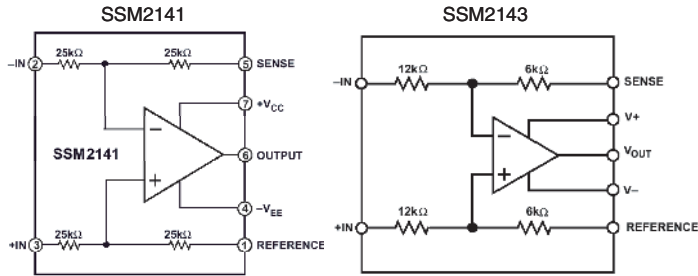 SSM2141
25kΩ 25kΩ
–IN 2 5 SENSE
7 +VCC
–
SSM2141 6 OUTPUT
+
4 –VEE
25kΩ 25kΩ
+IN 3 1 REFERENCE
SSM2143
12kΩ 6kΩ
–IN SENSE
V+
–
VOUT
+
V–
12kΩ 6kΩ
+IN REFERENCE